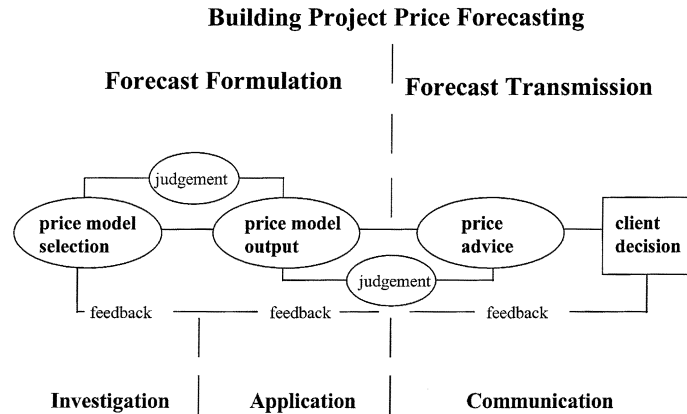 Building Project Price Forecasting
Forecast Formulation
Forecast Transmission
judgement
price model
selection
price model
output
price
advice
client
decision
judgement
feedback
feedback
feedback
Investigation
Application
Communication